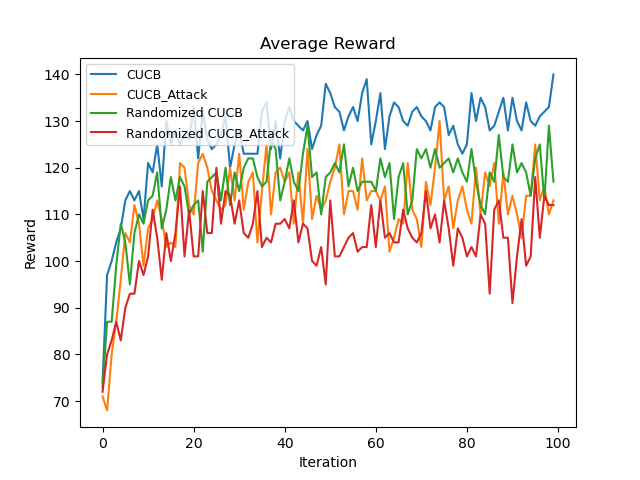 Average Reward
CUCB
CUCB_Attack
Randomized CUCB
Randomized CUCB_Attack
Reward
140
130
120
110
100
90
80
70
0 20 40 60 80 100
Iteration